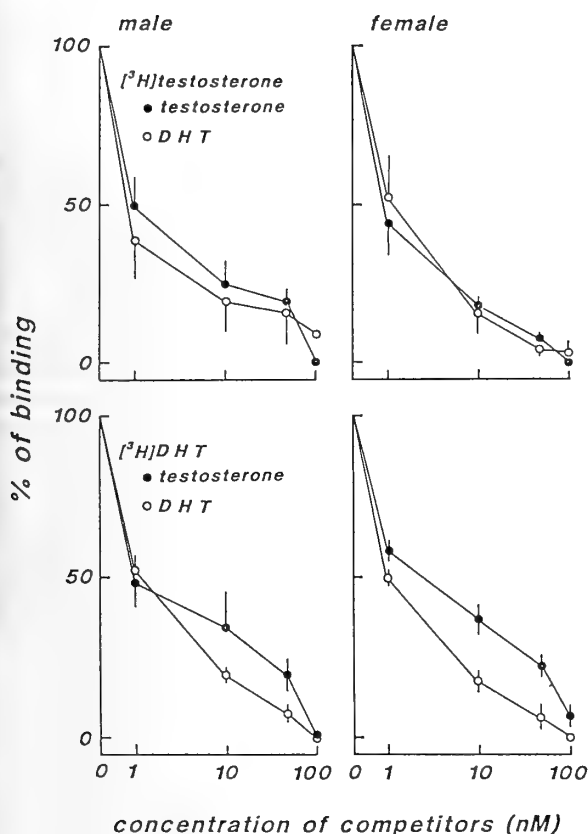 male
female
100
[³H]testosterone
● testosterone
○ DHT
50
0
% of binding
100
[³H]DHT
● testosterone
○ DHT
50
0
0 1 10 100
0 1 10 100
concentration of competitors (nM)